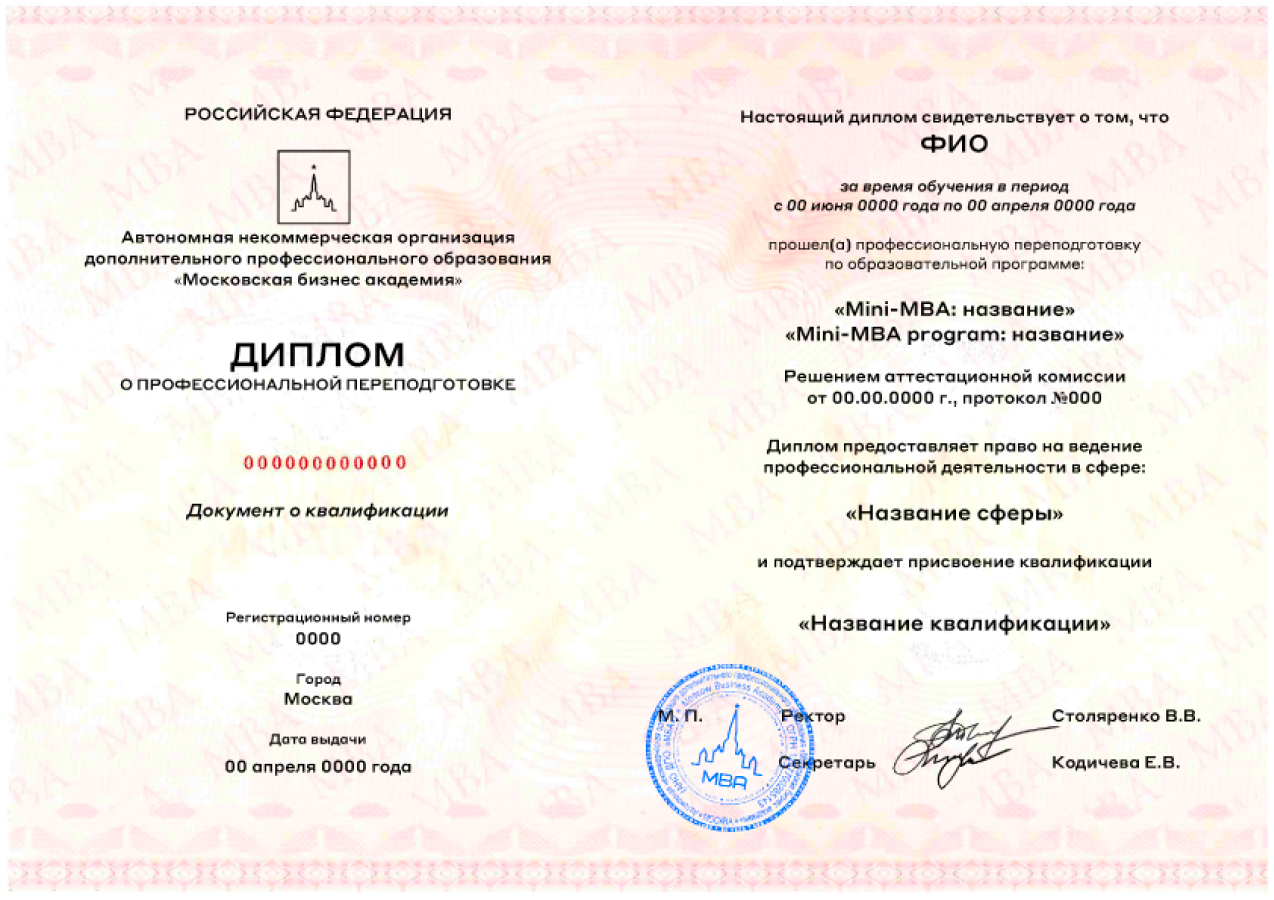 РОССИЙСКАЯ ФЕДЕРАЦИЯ
Автономная некоммерческая организация
дополнительного профессионального образования
«Московская бизнес академия»
ДИПЛОМ
О ПРОФЕССИОНАЛЬНОЙ ПЕРЕПОДГОТОВКЕ
000000000000
Документ о квалификации
Регистрационный номер
0000
Город
Москва
Дата выдачи
00 апреля 0000 года
Настоящий диплом свидетельствует о том, что
ФИО
за время обучения в период
с 00 июня 0000 года по 00 апреля 0000 года
прошел(а) профессиональную переподготовку
по образовательной программе:
«Mini-MBA: название»
«Mini-MBA program: название»
Решением аттестационной комиссии
от 00.00.0000 г., протокол №000
Диплом предоставляет право на ведение
профессиональной деятельности в сфере:
«Название сферы»
и подтверждает присвоение квалификации
«Название квалификации»
М. П. Ректор Столяренко В.В.
Секретарь Кодичева Е.В.
Moscow Business Academy
МВА